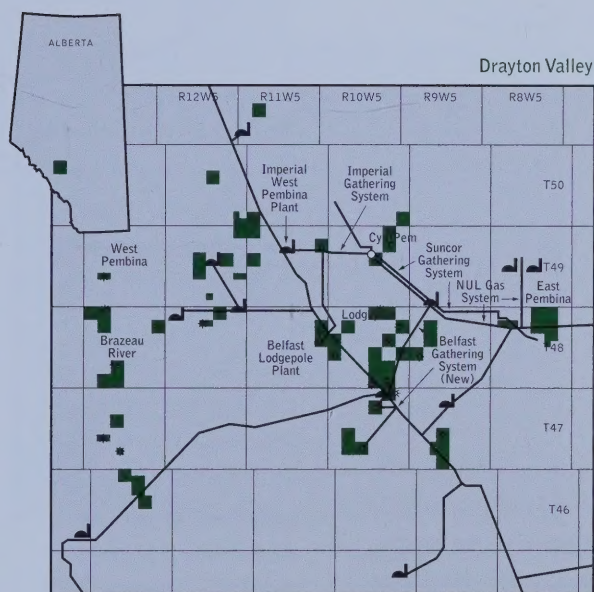 ALBERTA
Drayton Valley
R12W5
R11W5
R10W5
R9W5
R8W5
T50
Imperial
West
Pembina
Plant
Imperial
Gathering
System
Suncor
Gathering
System
West
Pembina
T49
NUL Gas
System
East
Pembina
Brazeau
River
Belfast
Lodgepole
Plant
Belfast
Gathering
System
(New)
T48
T47
T46